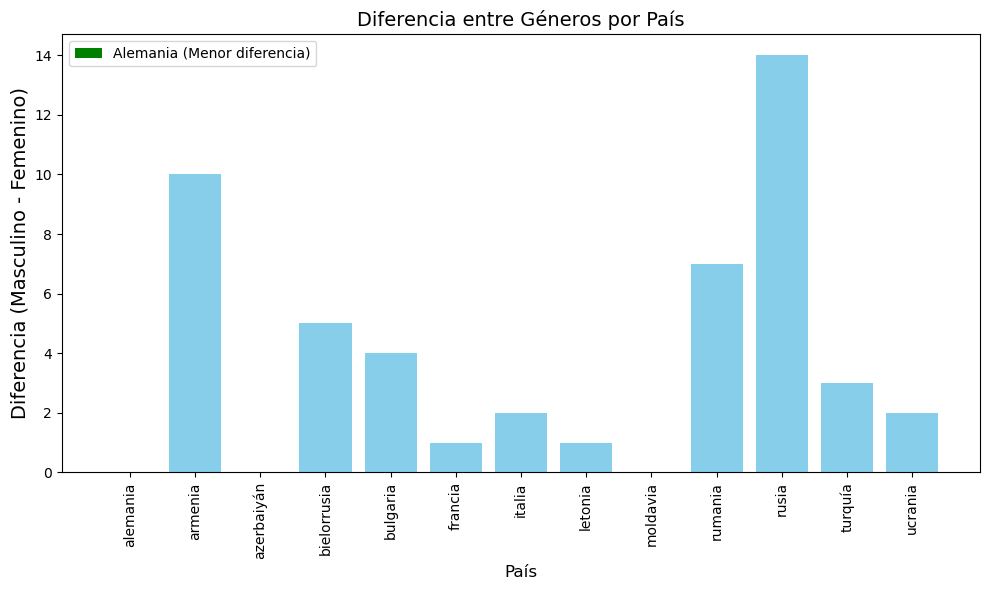 Diferencia entre Géneros por País
Alemania (Menor diferencia)
Diferencia (Masculino - Femenino)
14
12
10
8
6
4
2
0
alemania
armenia
azerbaiyán
bielorrusia
bulgaria
francia
italia
letonia
moldavia
rumania
rusia
turquía
ucrania
País